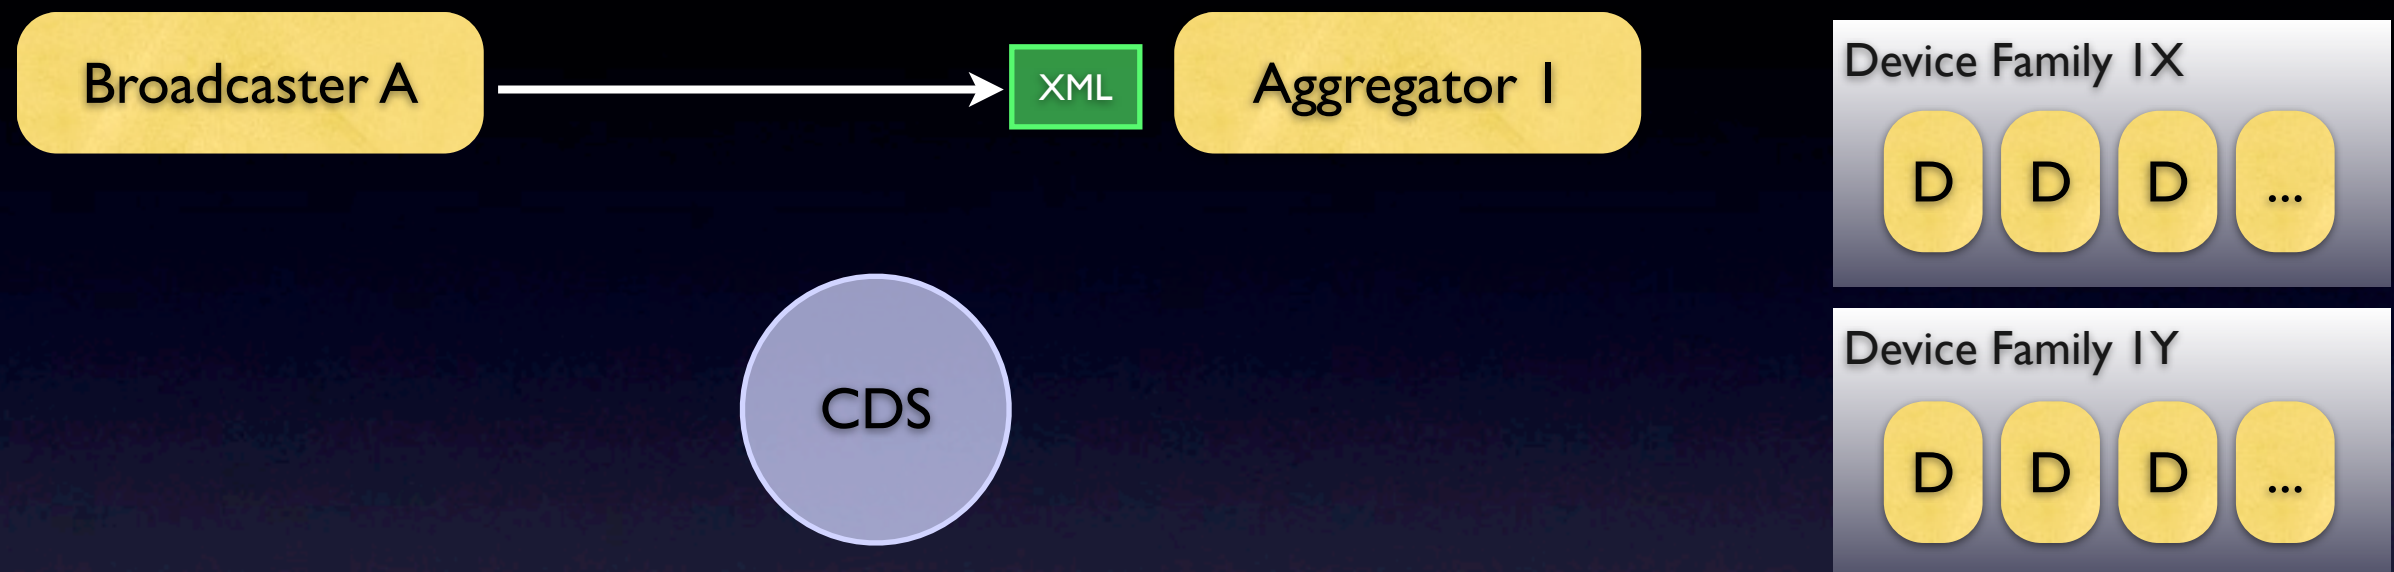 Broadcaster A
XML
Aggregator 1
Device Family 1X
D D D ...
CDS
Device Family 1Y
D D D ...